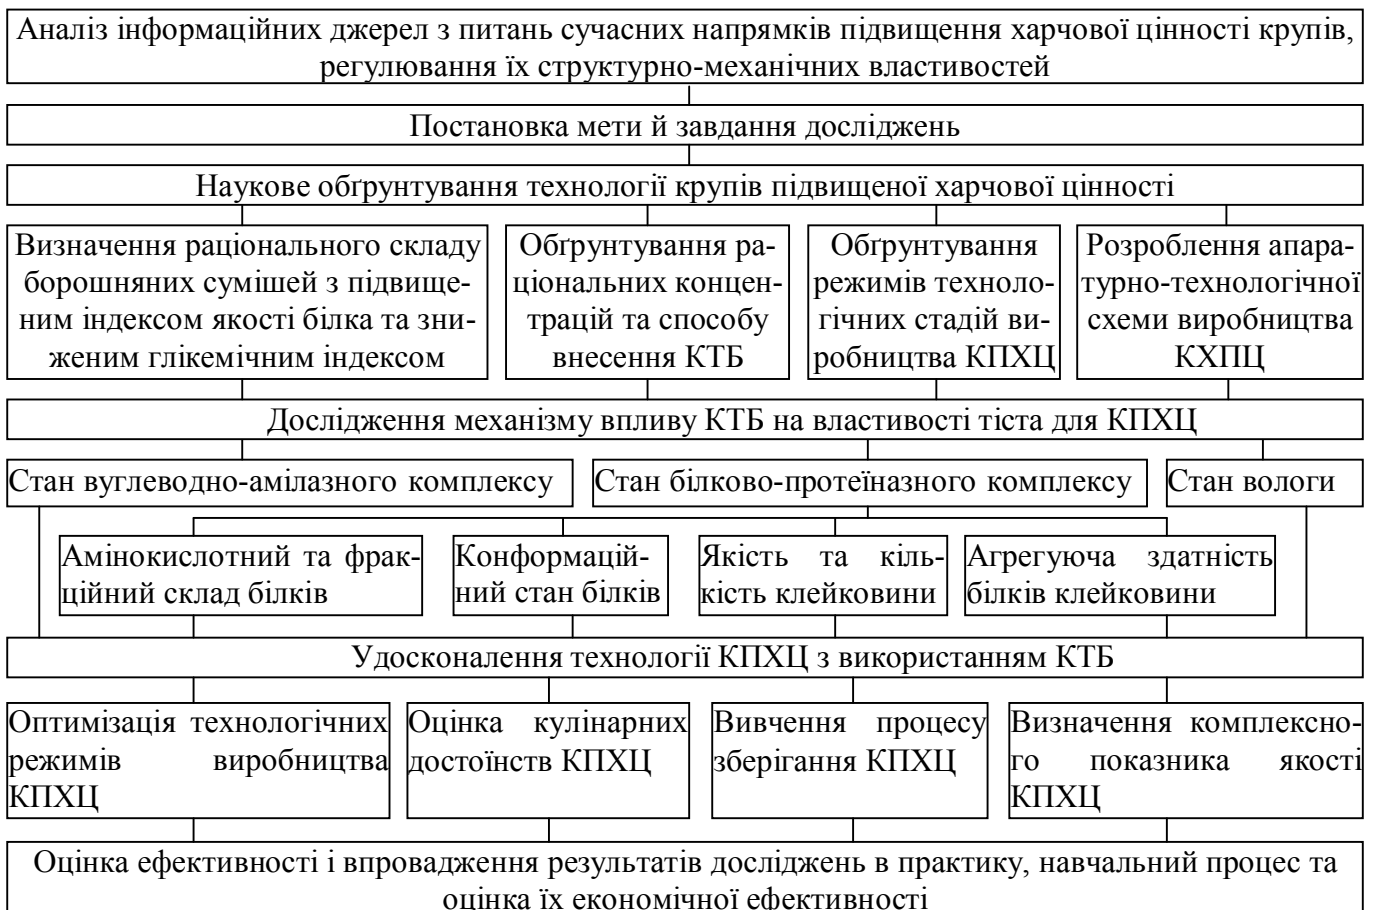 Аналіз інформаційних джерел з питань сучасних напрямків підвищення харчової цінності крупів,
регулювання їх структурно-механічних властивостей
Постановка мети й завдання досліджень
Наукове обґрунтування технології крупів підвищеної харчової цінності
Визначення раціонального складу
борошняних сумішей з підвище-
ним індексом якості білка та зни-
женим глікемічним індексом
Обґрунтування ра-
ціональних концен-
трацій та способу
внесення КТБ
Обґрунтування
режимів техноло-
гічних стадій ви-
робництва КПХЦ
Розроблення апара-
турно-технологічної
схеми виробництва
КХПЦ
Дослідження механізму впливу КТБ на властивості тіста для КПХЦ
Стан вуглеводно-амілазного комплексу
Стан білково-протеїназного комплексу
Стан вологи
Амінокислотний та фрак-
ційний склад білків
Конформацій-
ний стан білків
Якість та кіль-
кість клейковини
Агрегуюча здатність
білків клейковини
Удосконалення технології КПХЦ з використанням КТБ
Оптимізація технологічних
режимів виробництва
КПХЦ
Оцінка кулінарних
достоїнств КПХЦ
Вивчення процесу
зберігання КПХЦ
Визначення комплексно-
го показника якості
КПХЦ
Оцінка ефективності і впровадження результатів досліджень в практику, навчальний процес та
оцінка їх економічної ефективності